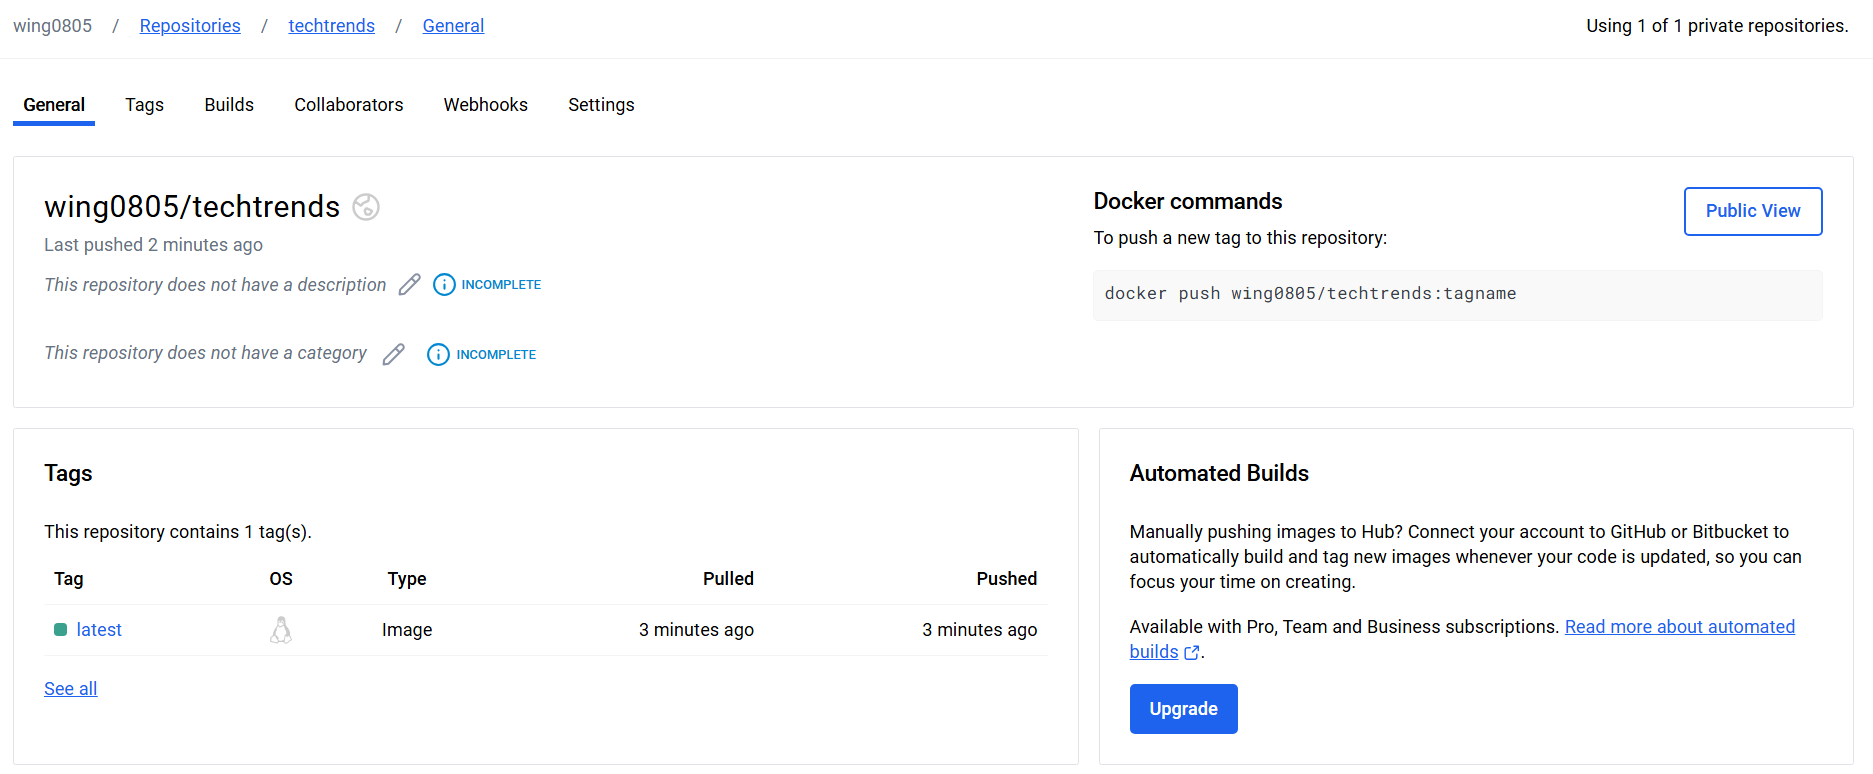 wing0805 / Repositories / techtrends / General
Using 1 of 1 private repositories.
General Tags Builds Collaborators Webhooks Settings
wing0805/techtrends
Last pushed 2 minutes ago
This repository does not have a description INCOMPLETE
This repository does not have a category INCOMPLETE
Docker commands
Public View
To push a new tag to this repository:
docker push wing0805/techtrends:tagname
Tags
This repository contains 1 tag(s).
Tag OS Type Pulled Pushed
latest Image 3 minutes ago 3 minutes ago
See all
Automated Builds
Manually pushing images to Hub? Connect your account to GitHub or Bitbucket to
automatically build and tag new images whenever your code is updated, so you can
focus your time on creating.
Available with Pro, Team and Business subscriptions. Read more about automated
builds.
Upgrade